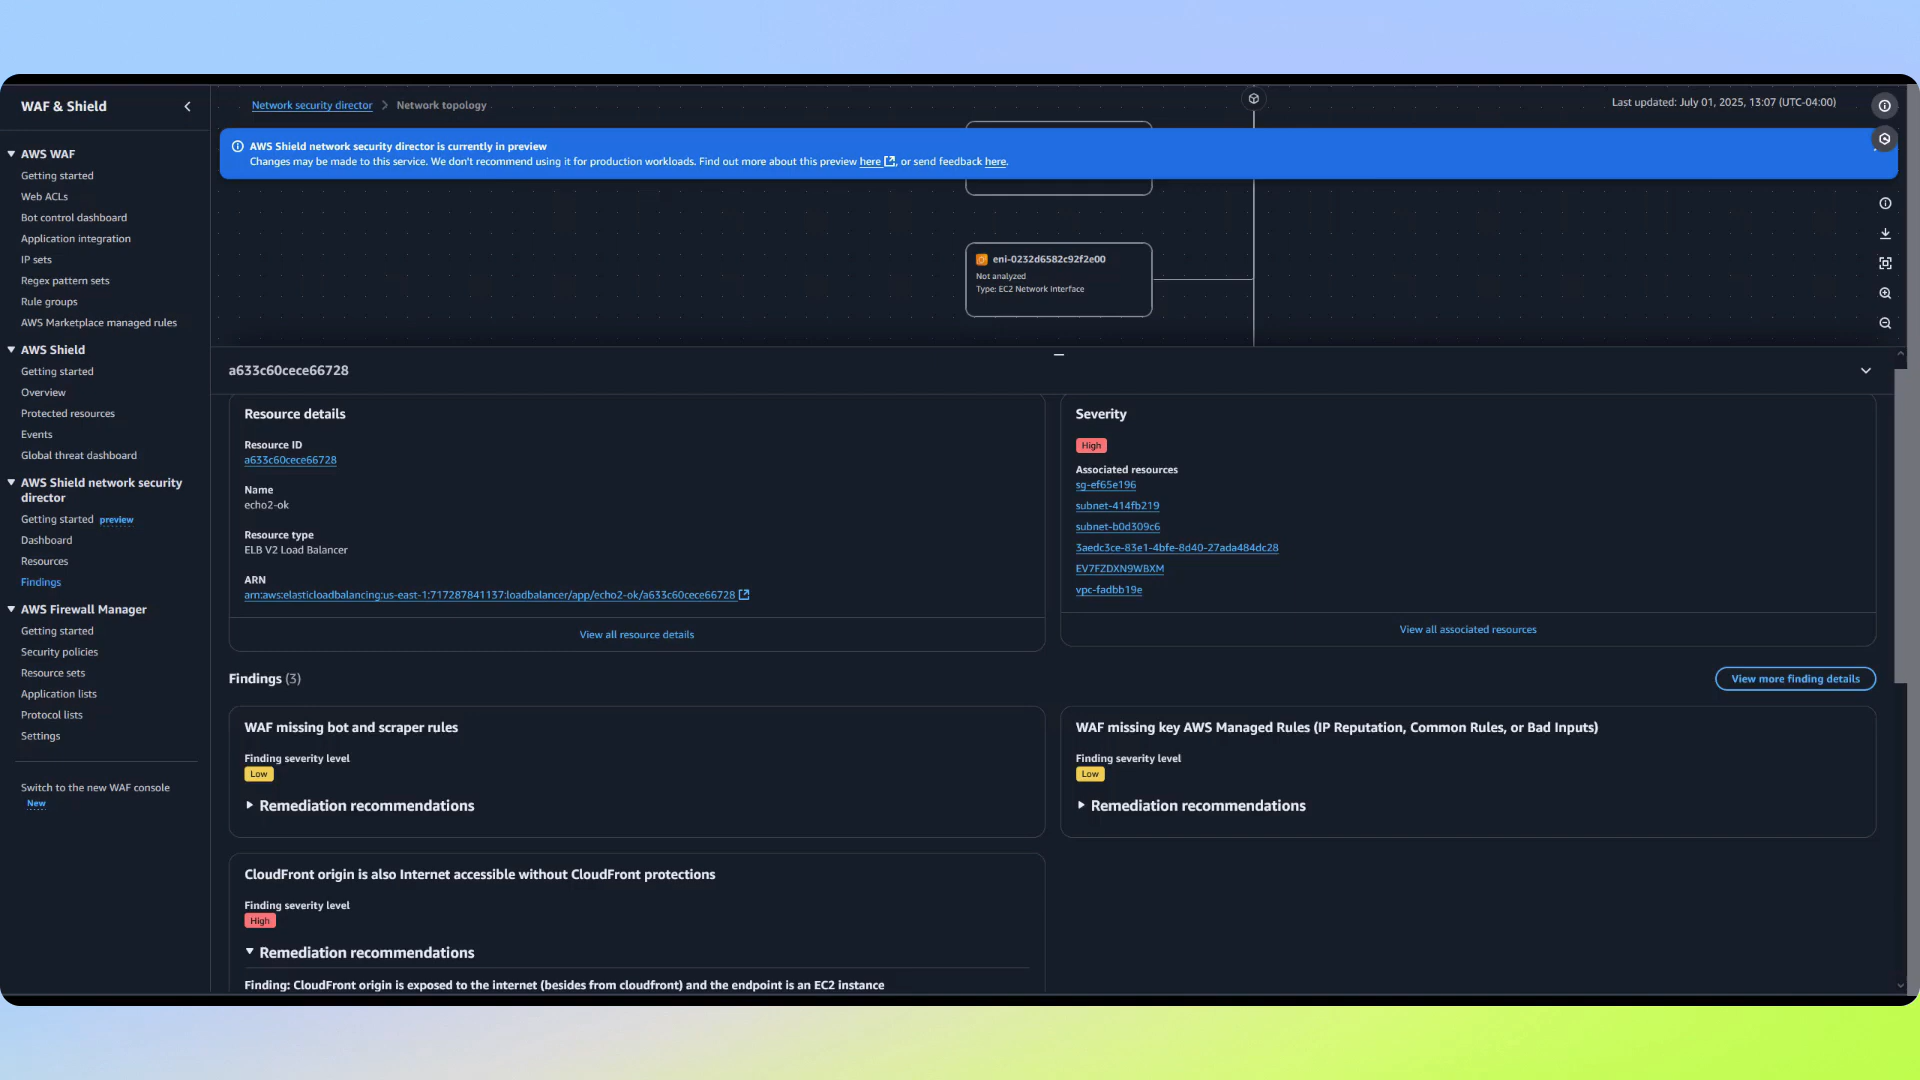 WAF & Shield
AWS WAF
Getting started
Web ACLs
Bot control dashboard
Application integration
IP sets
Regex pattern sets
Rule groups
AWS Marketplace managed rules
AWS Shield
Getting started
Overview
Protected resources
Events
Global threat dashboard
AWS Shield network security
director
Getting started preview
Dashboard
Resources
Findings
AWS Firewall Manager
Getting started
Security policies
Resource sets
Application lists
Protocol lists
Settings
Switch to the new WAF console
New
Network security director > Network topology
Last updated: July 01, 2025, 13:07 (UTC-04:00)
AWS Shield network security director is currently in preview
Changes may be made to this service. We don't recommend using it for production workloads. Find out more about this preview here, or send feedback here.
eni-0232d6582c92f2e00
Not analyzed
Type: EC2 Network Interface
a633c60cece66728
Resource details
Resource ID
a633c60cece66728
Name
echo2-ok
Resource type
ELB V2 Load Balancer
ARN
arn:aws:elasticloadbalancing:us-east-1:717287841137:loadbalancer/app/echo2-ok/a633c60cece66728
View all resource details
Severity
High
Associated resources
sg-ef65e196
subnet-414fb219
subnet-b0d309c6
3aedc3ce-83e1-4bfe-8d40-27ada484dc28
EV7FZDXN9WBXM
vpc-fadbb19e
View all associated resources
Findings (3)
View more finding details
WAF missing bot and scraper rules
Finding severity level
Low
Remediation recommendations
WAF missing key AWS Managed Rules (IP Reputation, Common Rules, or Bad Inputs)
Finding severity level
Low
Remediation recommendations
CloudFront origin is also Internet accessible without CloudFront protections
Finding severity level
High
Remediation recommendations
Finding: CloudFront origin is exposed to the internet (besides from cloudfront) and the endpoint is an EC2 instance